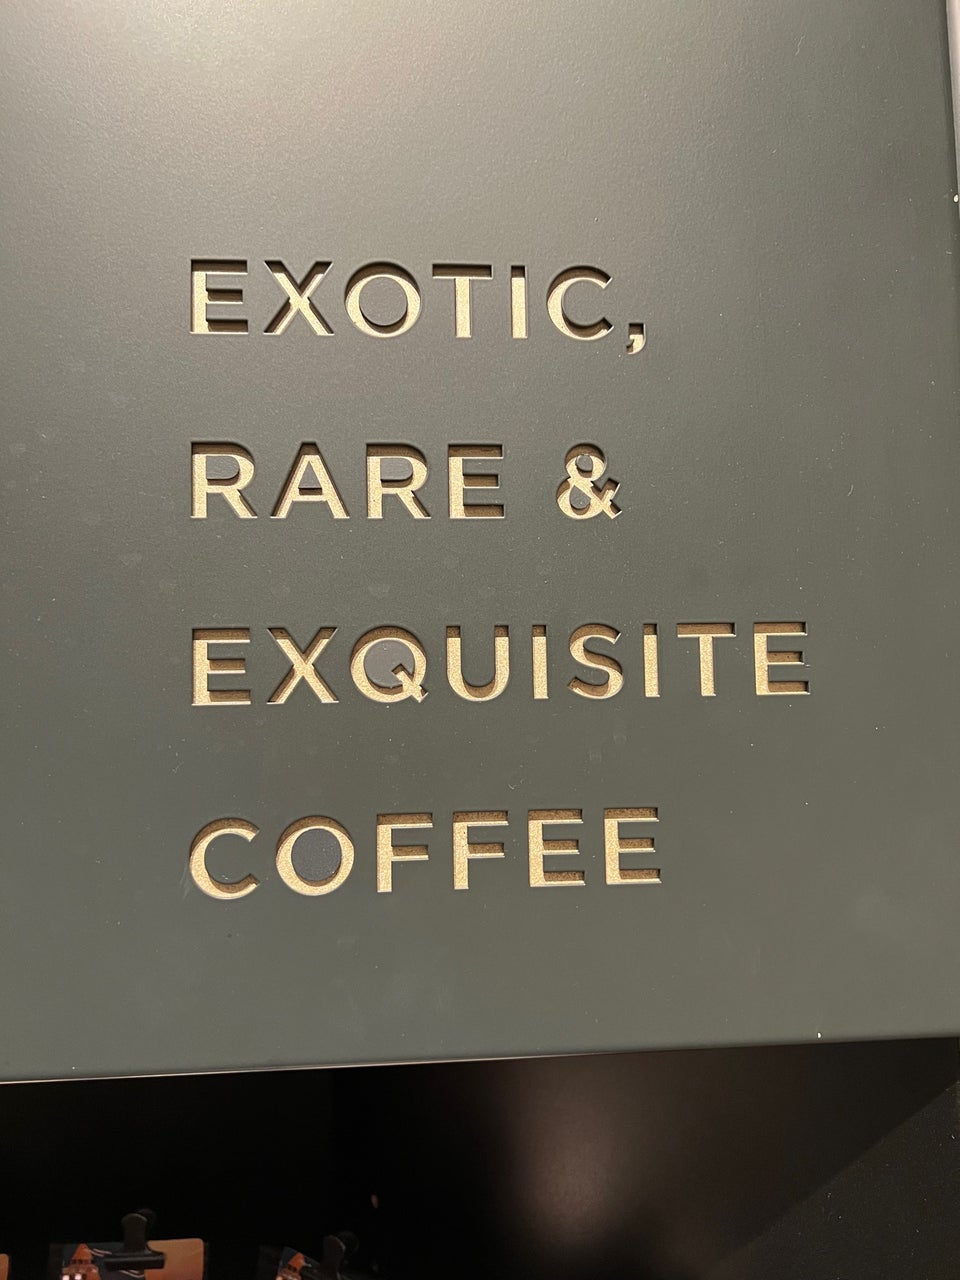 EXOTIC,
RARE &
EXQUISITE
COFFEE